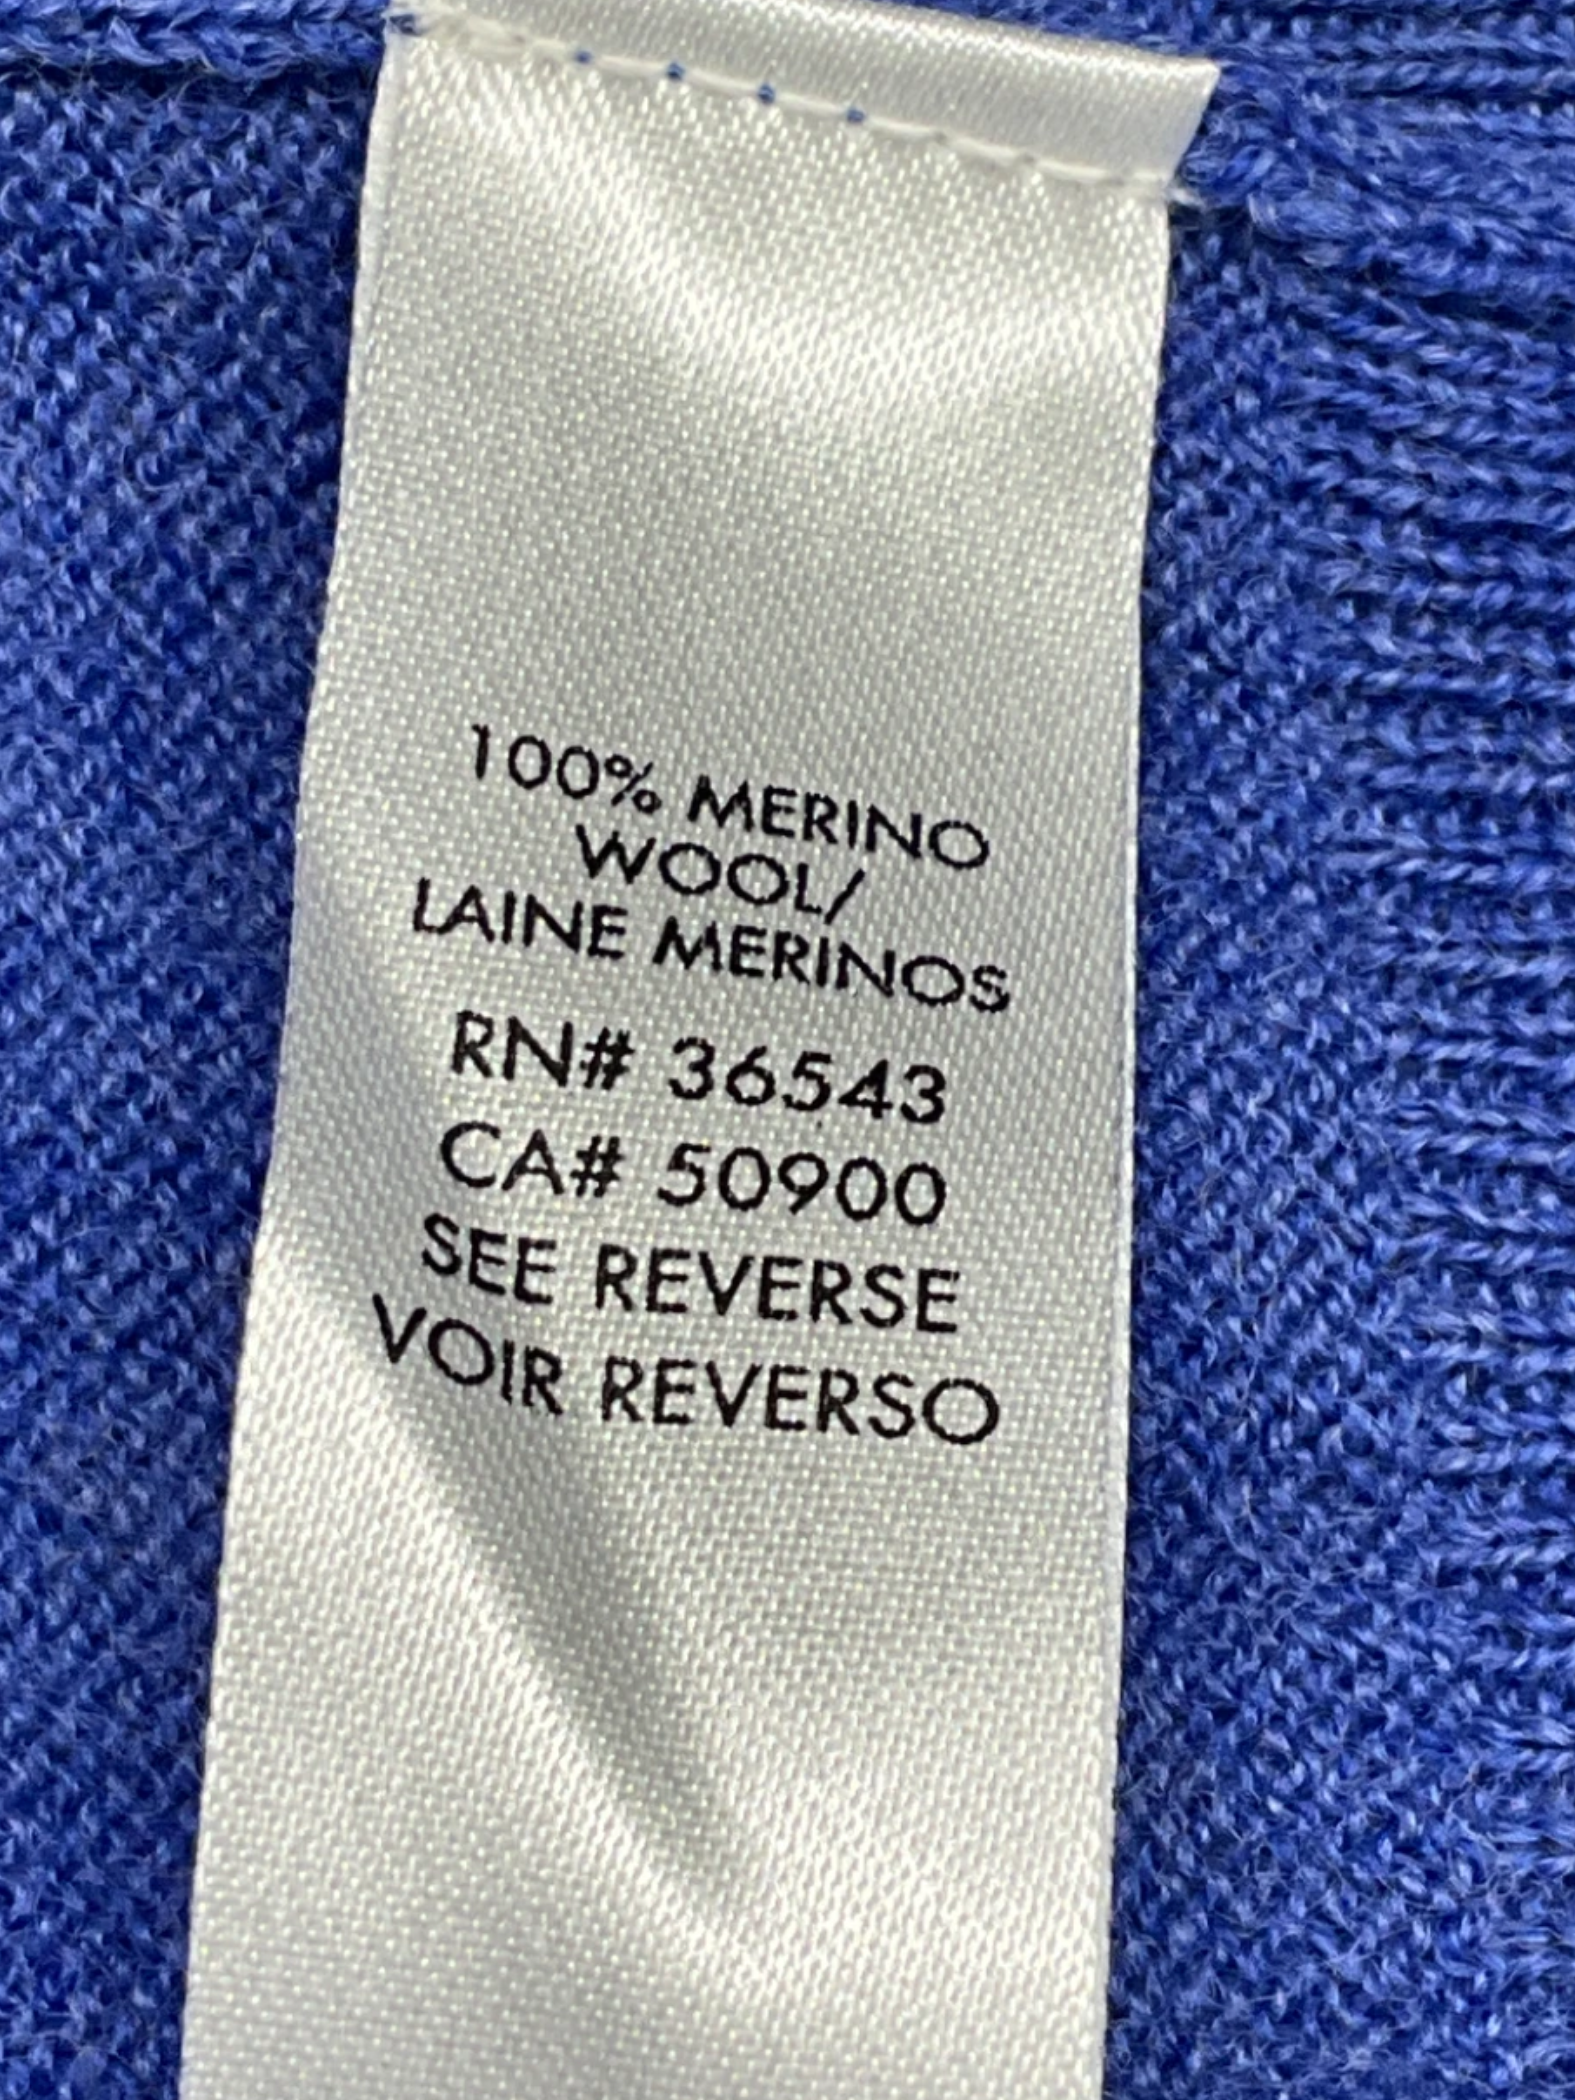 100% MERINO
WOOL/
LAINE MERINOS
RN# 36543
CA# 50900
SEE REVERSE
VOIR REVERSO